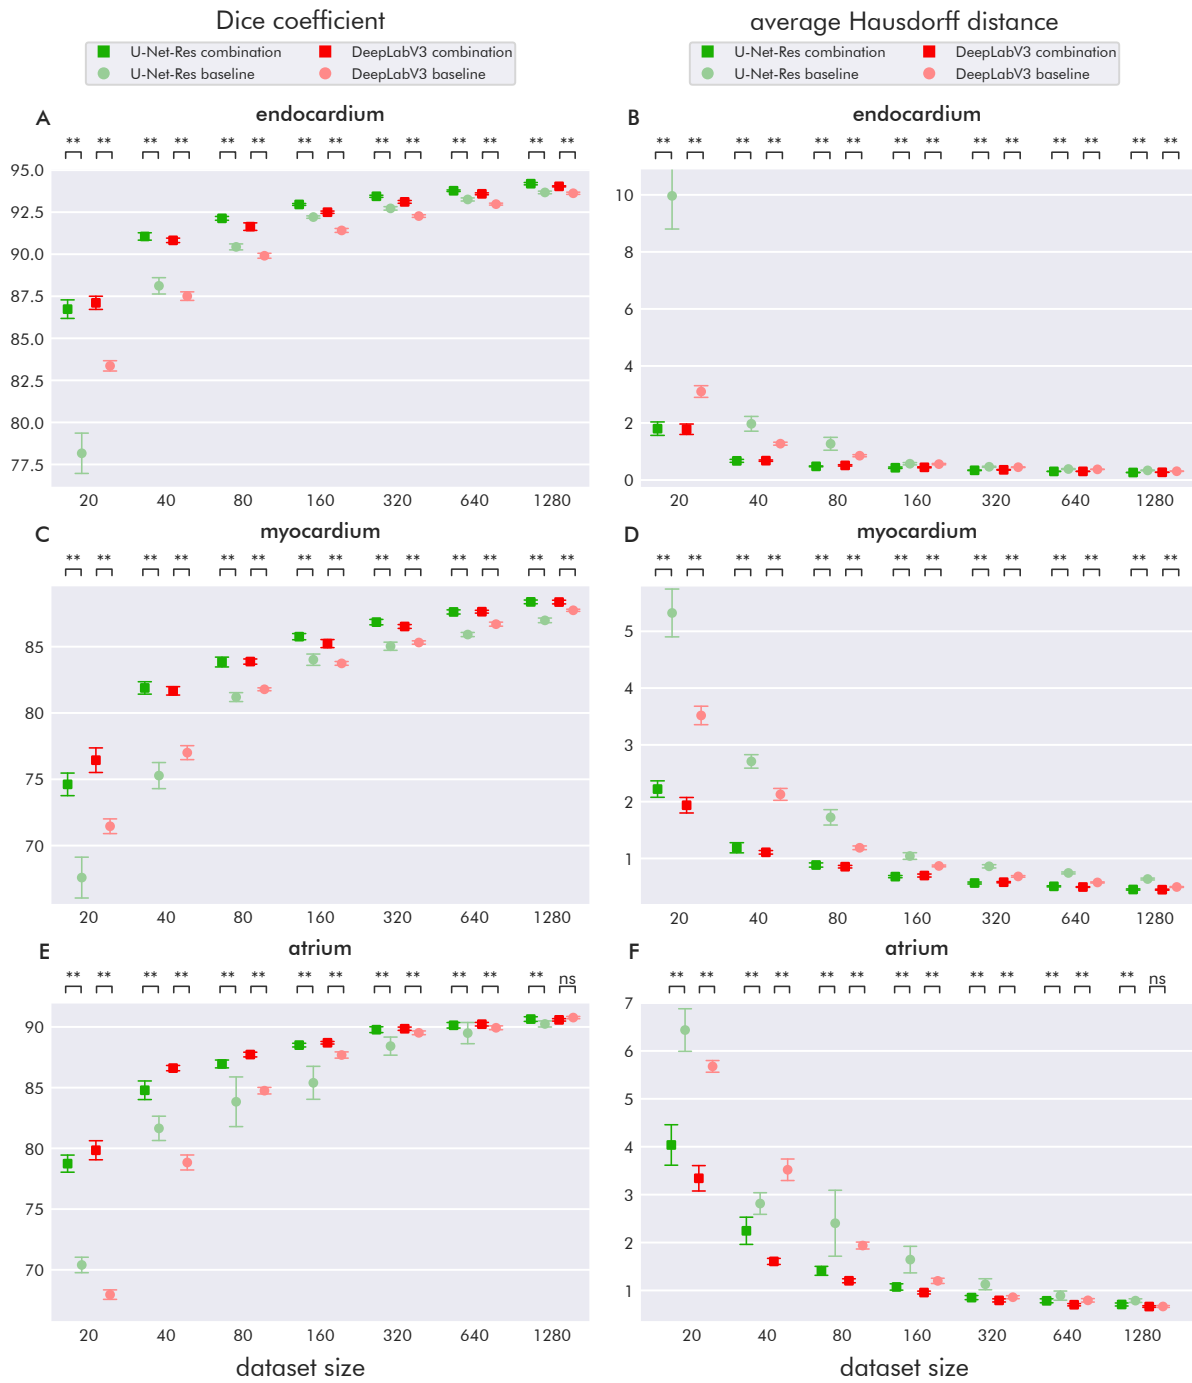 Dice coefficient
average Hausdorff distance
U-Net-Res combination
DeepLabV3 combination
U-Net-Res baseline
DeepLabV3 baseline
U-Net-Res combination
DeepLabV3 combination
U-Net-Res baseline
DeepLabV3 baseline
A
endocardium
** ** ** ** ** ** ** ** ** ** ** ** ** **
95.0
92.5
90.0
87.5
85.0
82.5
80.0
77.5
20 40 80 160 320 640 1280
B
endocardium
** ** ** ** ** ** ** ** ** ** ** ** ** **
10
8
6
4
2
0
20 40 80 160 320 640 1280
C
myocardium
** ** ** ** ** ** ** ** ** ** ** ** ** **
85
80
75
70
20 40 80 160 320 640 1280
D
myocardium
** ** ** ** ** ** ** ** ** ** ** ** ** **
5
4
3
2
1
20 40 80 160 320 640 1280
E
atrium
** ** ** ** ** ** ** ** ** ** ** ** ** ns
90
85
80
75
70
20 40 80 160 320 640 1280
dataset size
F
atrium
** ** ** ** ** ** ** ** ** ** ** ** ** ns
7
6
5
4
3
2
1
20 40 80 160 320 640 1280
dataset size